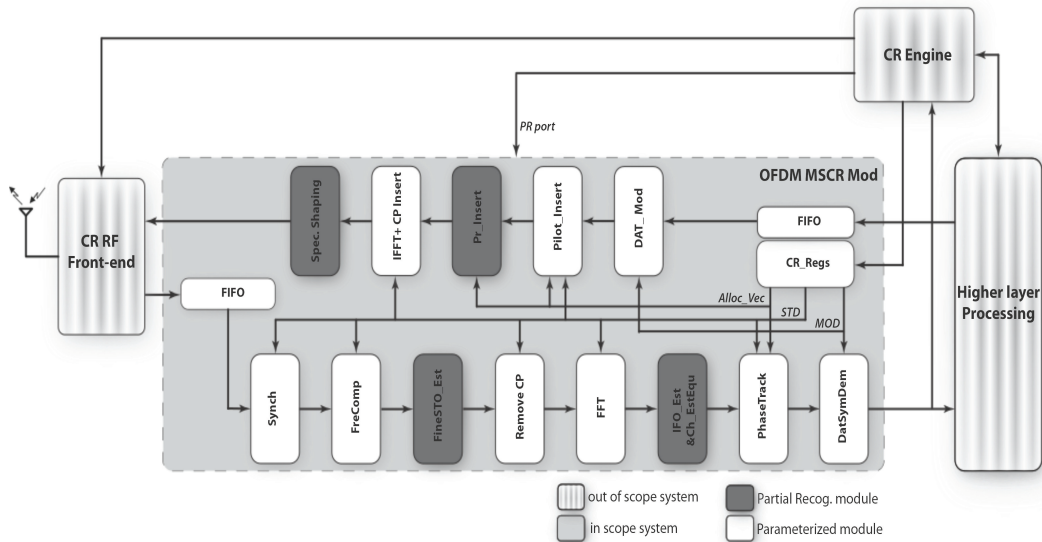 CR Engine
PR port
OFDM MSCR Mod
Spec. Shaping
IFFT+ CP Insert
Pr_Insert
Pilot_Insert
DAT_ Mod
FIFO
CR_Regs
CR RF
Front-end
FIFO
Higher layer
Processing
Alloc_Vec
STD
MOD
Synch
FreComp
FineSTO_Est
Remove CP
FFT
IFO_Est
&Ch_EstEqu
PhaseTrack
DatSymDem
out of scope system
Partial Recog. module
in scope system
Parameterized module